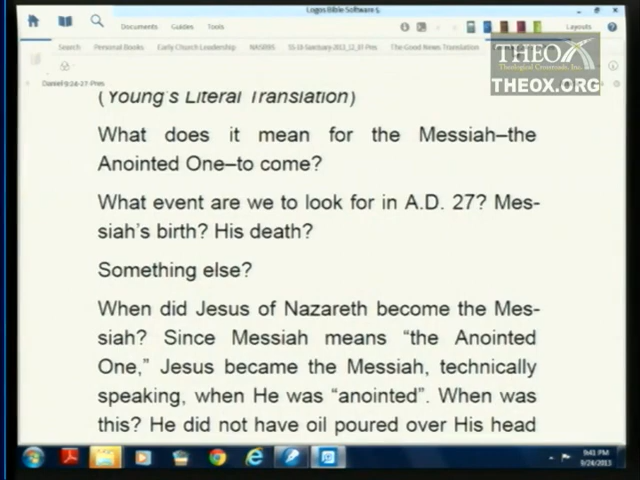 Logos Bible Software 5
Documents Guides Tools
Layouts
Search Personal Books Early Church Leadership NASB95 The Good News Translation
THEOX
Theological Crossroads, Inc.
THEOX.ORG
Daniel 9:24-27-Pres
(Young's Literal Translation)
What does it mean for the Messiah–the
Anointed One–to come?
What event are we to look for in A.D. 27? Mes-
siah's birth? His death?
Something else?
When did Jesus of Nazareth become the Mes-
siah? Since Messiah means “the Anointed
One,” Jesus became the Messiah, technically
speaking, when He was “anointed”. When was
this? He did not have oil poured over His head
9:41 PM
9/24/2013